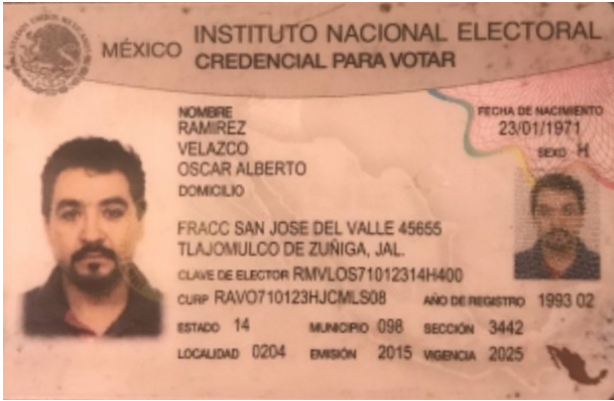 MÉXICO
INSTITUTO NACIONAL ELECTORAL
CREDENCIAL PARA VOTAR
NOMBRE
RAMIREZ
VELAZCO
OSCAR ALBERTO
DOMICILIO
FECHA DE NACIMIENTO
23/01/1971
SEXO H
FRACC SAN JOSE DEL VALLE 45655
TLAJOMULCO DE ZUÑIGA, JAL.
CLAVE DE ELECTOR RMVLOS71012314H400
CURP RAVO710123HJCMLS08 AÑO DE REGISTRO 1993 02
ESTADO 14 MUNICIPIO 098 SECCIÓN 3442
LOCALIDAD 0204 EMISIÓN 2015 VIGENCIA 2025